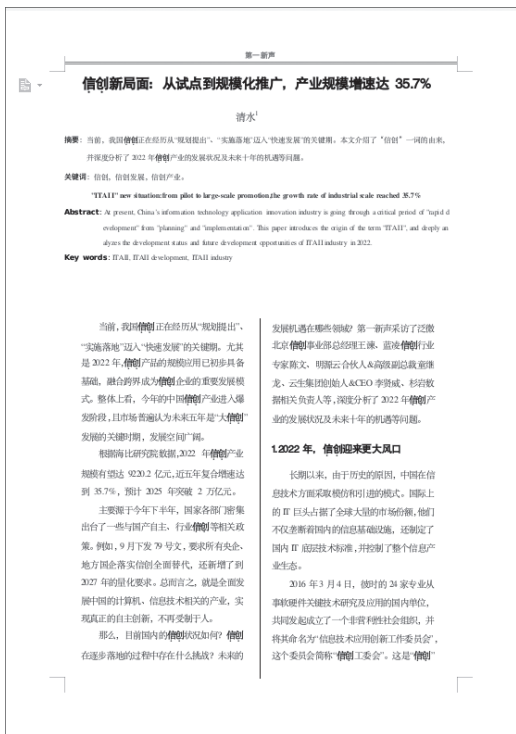 第一新声
信创新局面：从试点到规模化推广，产业规模增速达 35.7%
清水1
摘要：当前，我国信创正在经历从“规划提出”、“实施落地”迈入“快速发展”的关键期。本文介绍了“信创”一词的由来，
并深度分析了 2022 年信创产业的发展状况及未来十年的机遇等问题。
关键词：信创，信创发展，信创产业。
"ITAII" new situation:from pilot to large-scale promotion,the growth rate of industrial scale reached 35.7%
Abstract: At present, China's information technology application innovation industry is going through a critical period of "rapid d
evelopment" from "planning" and "implementation". This paper introduces the origin of the term "ITAII", and deeply an
alyzes the development status and future development opportunities of ITAII industry in 2022.
Key words: ITAII, ITAII development, ITAII industry
当前，我国信创正在经历从“规划提出”、
“实施落地”迈入“快速发展”的关键期。尤其
是 2022 年，信创产品的规模应用已初步具备
基础，融合跨界成为信创企业的重要发展模
式。整体上看，今年的中国信创产业进入爆
发阶段，且市场普遍认为未来五年是“大信创”
发展的关键时期，发展空间广阔。
根据海比研究院数据，2022 年信创产业
规模有望达 9220.2 亿元，近五年复合增速达
到 35.7%，预计 2025 年突破 2 万亿元。
主要源于今年下半年，国家各部门密集
出台了一些与国产自主、行业信创等相关政
策。例如，9 月下发 79 号文，要求所有央企、
地方国企落实信创全面替代，还新增了到
2027 年的量化要求。总而言之，就是全面发
展中国的计算机、信息技术相关的产业，实
现真正的自主创新，不再受制于人。
那么，目前国内的信创状况如何？信创
在逐步落地的过程中存在什么挑战？未来的
发展机遇在哪些领域？第一新声采访了泛微
北京信创事业部总经理王谏、蓝凌信创行业
专家陈文、明源云合伙人&高级副总裁童继
龙、云生集团创始人&CEO 李贤威、杉岩数
据相关负责人等，深度分析了 2022 年信创产
业的发展状况及未来十年的机遇等问题。
1.2022 年，信创迎来更大风口
长期以来，由于历史的原因，中国在信
息技术方面采取模仿和引进的模式。国际上
的 IT 巨头占据了全球大量的市场份额，他们
不仅垄断着国内的信息基础设施，还制定了
国内 IT 底层技术标准，并控制了整个信息产
业生态。
2016 年 3 月 4 日，彼时的 24 家专业从
事软硬件关键技术研究及应用的国内单位，
共同发起成立了一个非营利性社会组织，并
将其命名为“信息技术应用创新工作委员会”，
这个委员会简称“信创工委会”。这是“信创”